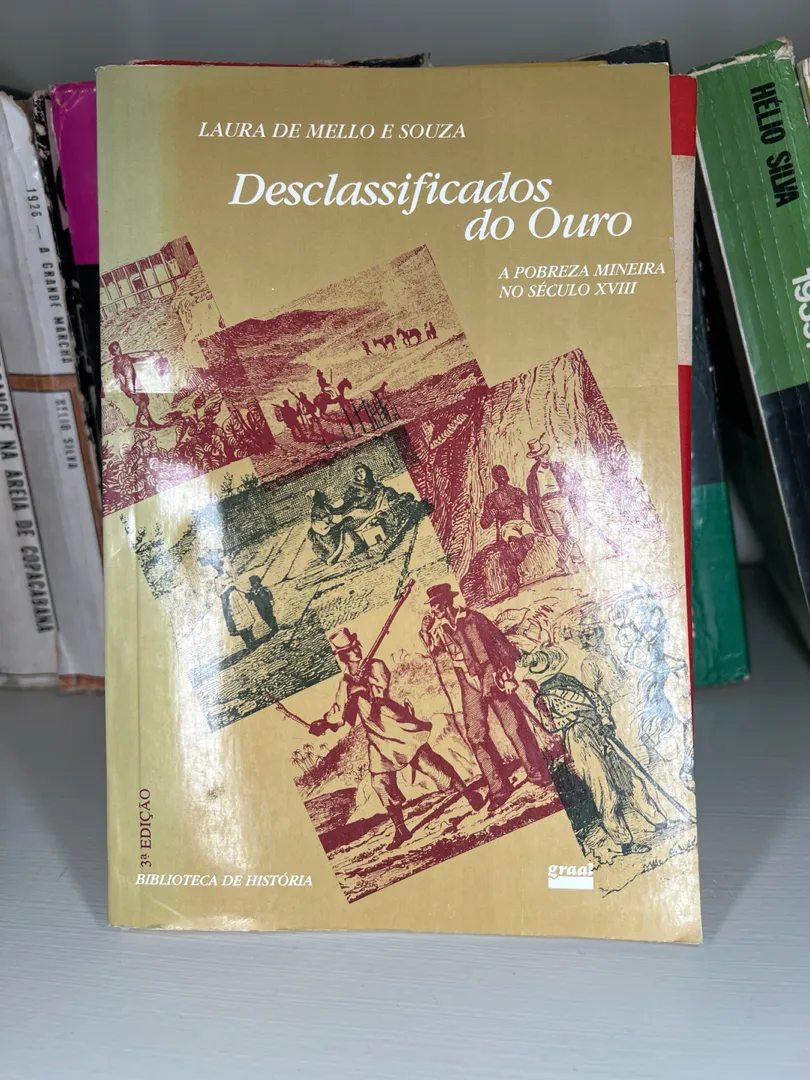 LAURA DE MELLO E SOUZA
Desclassificados
do Ouro
A POBREZA MINEIRA
NO SÉCULO XVIII
3ª EDIÇÃO
BIBLIOTECA DE HISTÓRIA
graal
1926 — A GRANDE MARCHA
HÉLIO SILVA
SANGUE NA AREIA DE COPACABANA
HÉLIO SILVA